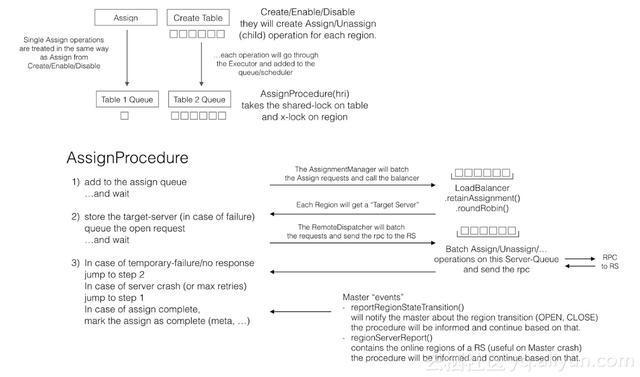 Assign
Create Table
Create/Enable/Disable
they will create Assign/Unassign
(child) operation for each region.
Single Assign operations
are treated in the same way
as Assign from
Create/Enable/Disable
...each operation will go through
the Executor and added to the
queue/scheduler
Table 1 Queue
Table 2 Queue
AssignProcedure(hri)
takes the shared-lock on table
and x-lock on region
AssignProcedure
1) add to the assign queue
...and wait
The AssignmentManager will batch
the Assign requests and call the balancer
LoadBalancer
.retainAssignment()
.roundRobin()
Each Region will get a "Target Server"
2) store the target-server (in case of failure)
queue the open request
...and wait
The RemoteDispatcher will batch
the requests and send the rpc to the RS
Batch Assign/Unassign/...
operations on this Server-Queue
and send the rpc
RPC
to RS
3) In case of temporary-failure/no response
jump to step 2
In case of server crash (or max retries)
jump to step 1
In case of assign complete,
mark the assign as complete (meta, ...)
Master "events"
- reportRegionStateTransition()
will notify the master about the region transition (OPEN, CLOSE)
the procedure will be informed and continue based on that.
- regionServerReport()
contains the online regions of a RS (useful on Master crash)
the procedure will be informed and continue based on that.
yq.aliyun.com